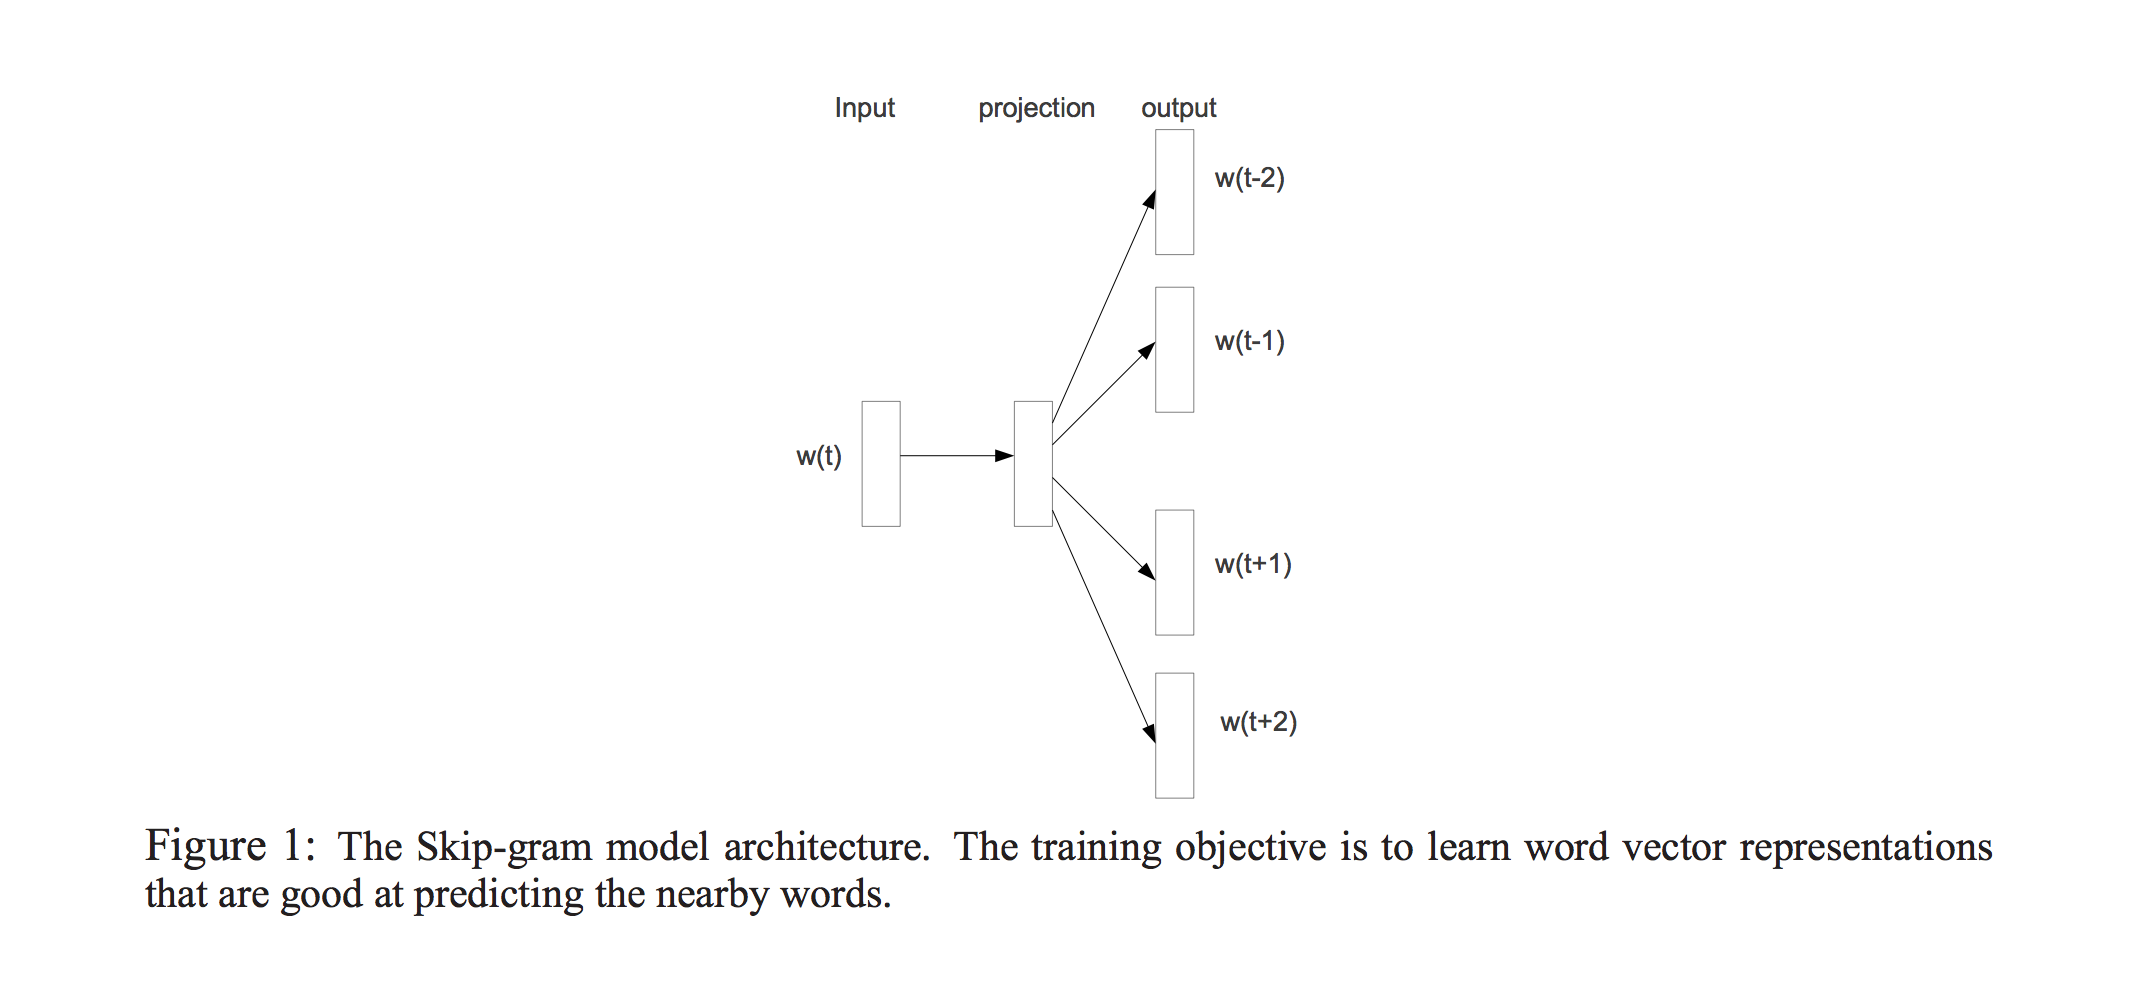 Input projection output
w(t-2)
w(t-1)
w(t)
w(t+1)
w(t+2)
Figure 1: The Skip-gram model architecture. The training objective is to learn word vector representations
that are good at predicting the nearby words.